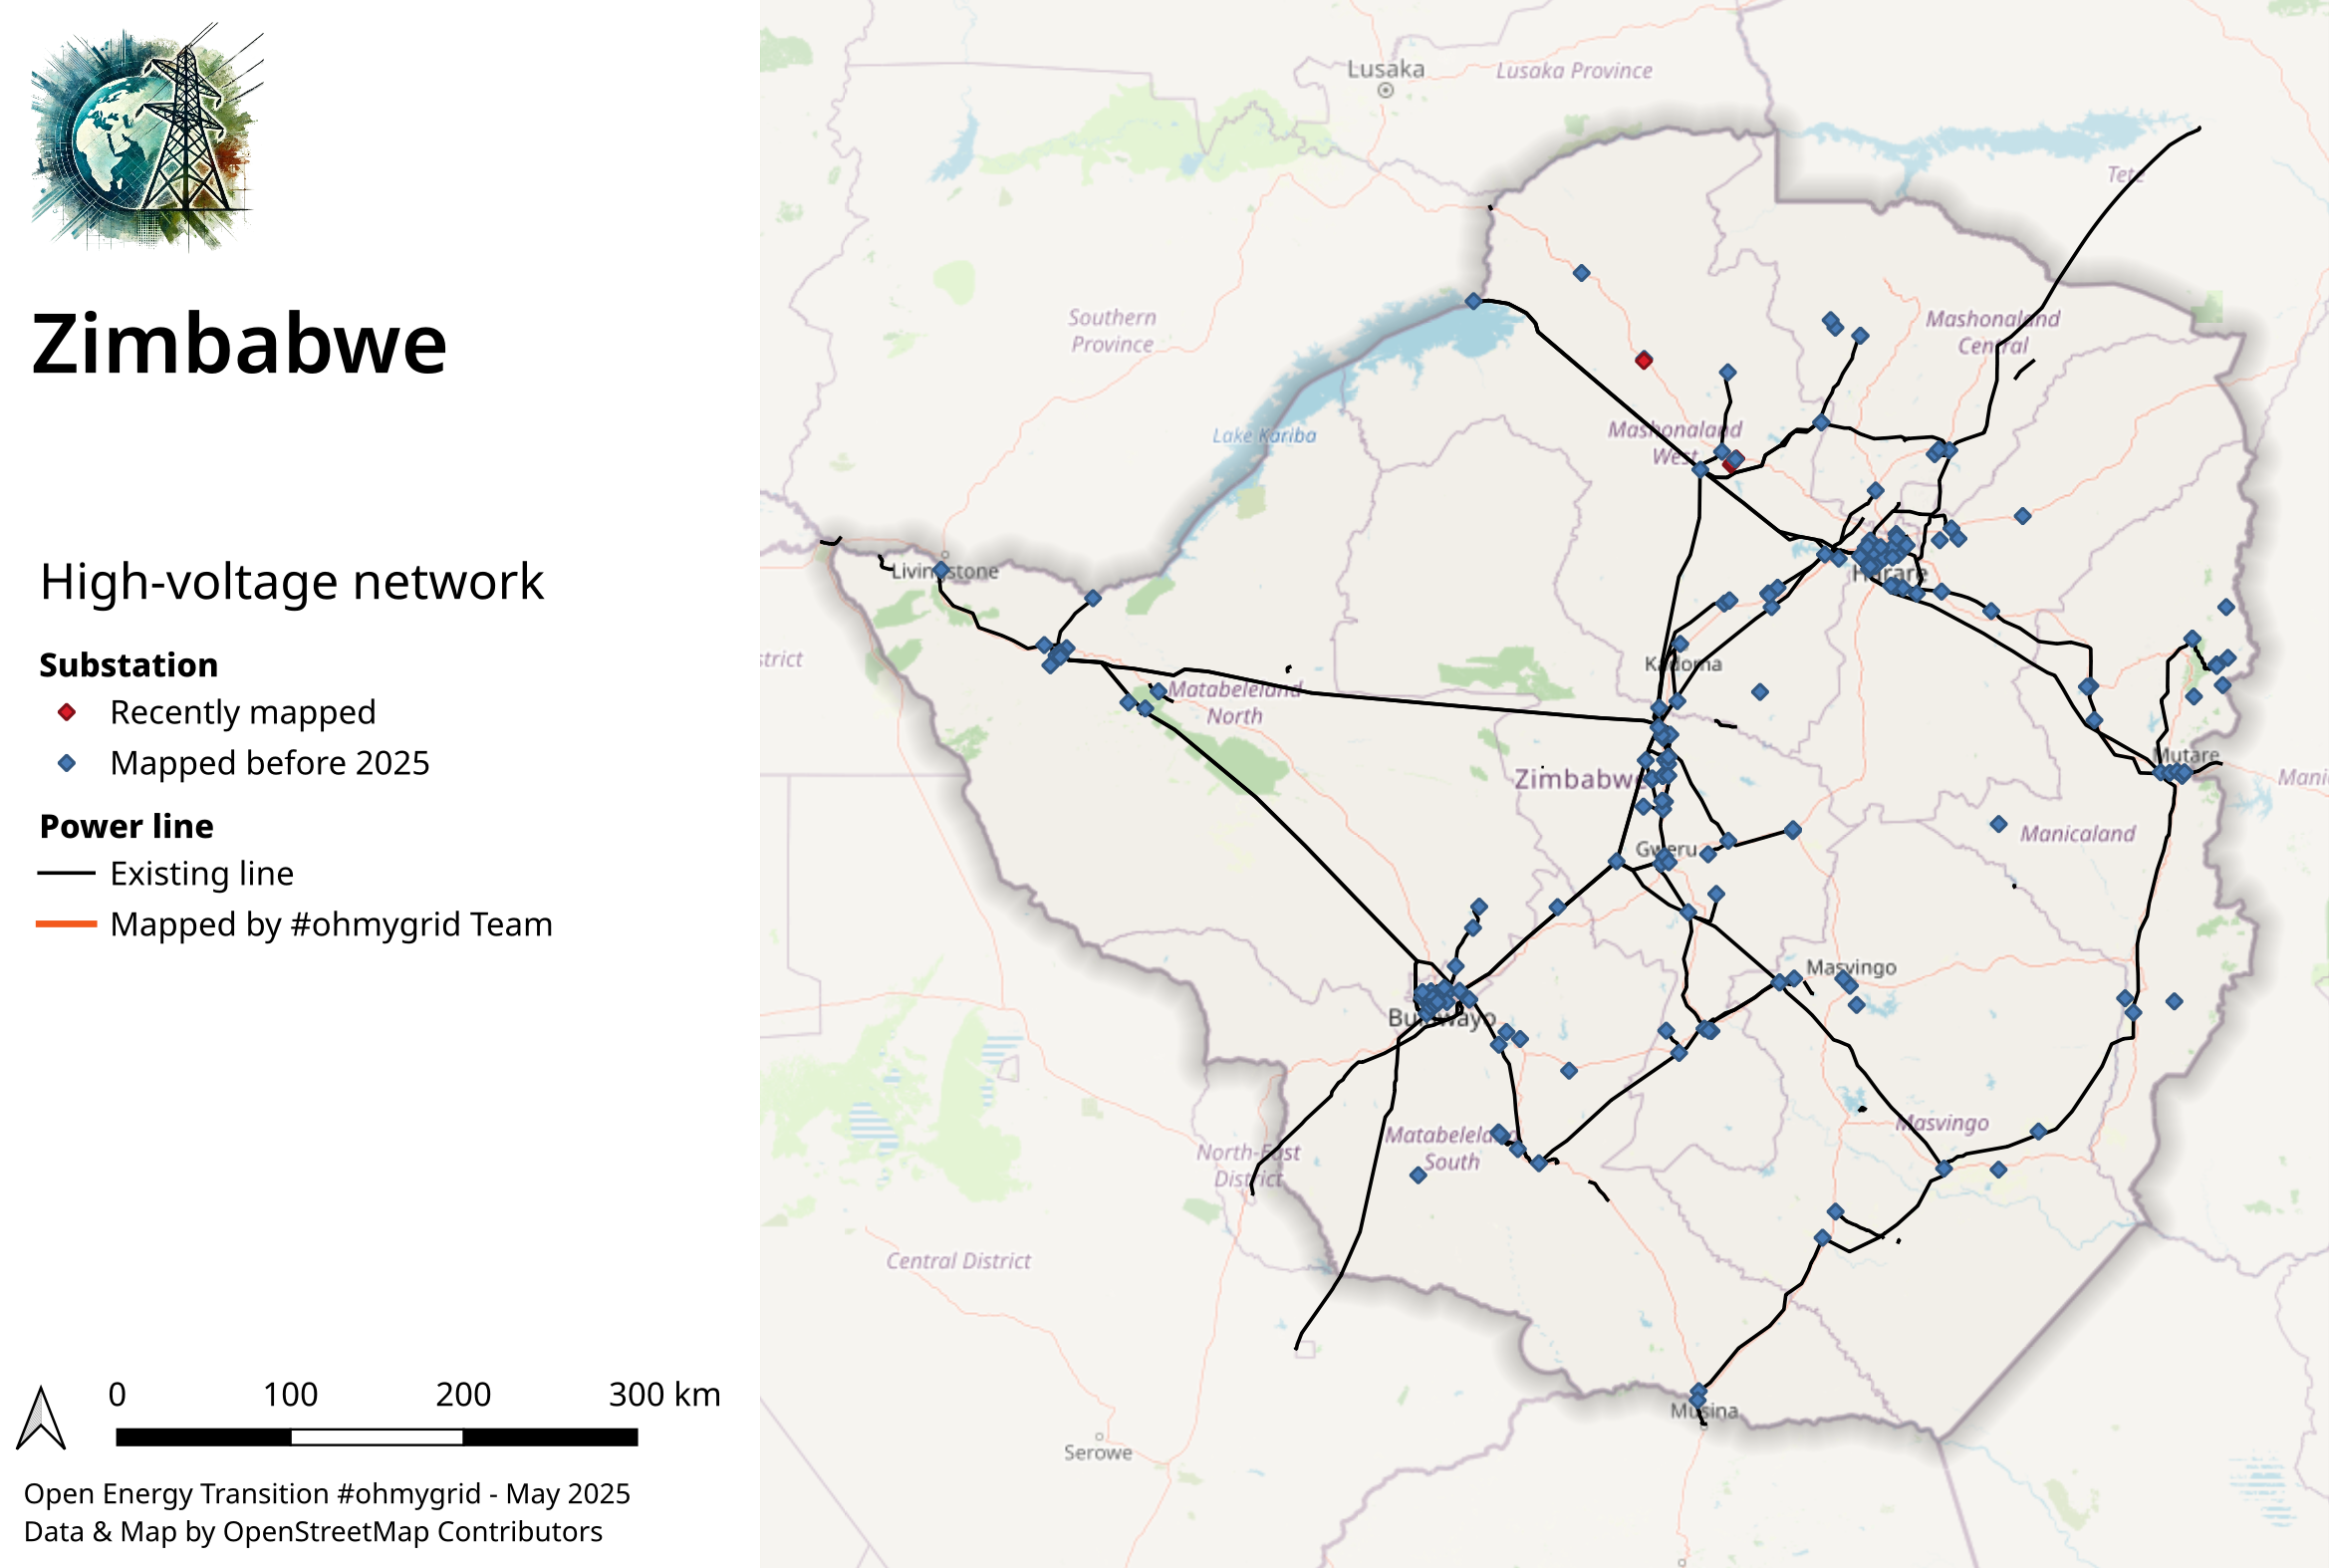 Zimbabwe
High-voltage network
Substation
Recently mapped
Mapped before 2025
Power line
Existing line
Mapped by #ohmygrid Team
0 100 200 300 km
Open Energy Transition #ohmygrid - May 2025
Data & Map by OpenStreetMap Contributors
Lusaka
Lusaka Province
Tete
Southern
Province
Mashonaland
Central
Lake Kariba
Mashonaland
West
Livingstone
Harare
strict
Kadoma
Matabeleland
North
Mutare
Zimbabwe
Mani
Manicaland
Gweru
Masvingo
Bulawayo
Masvingo
Matabeleland
South
North-East
District
Central District
Musina
Serowe